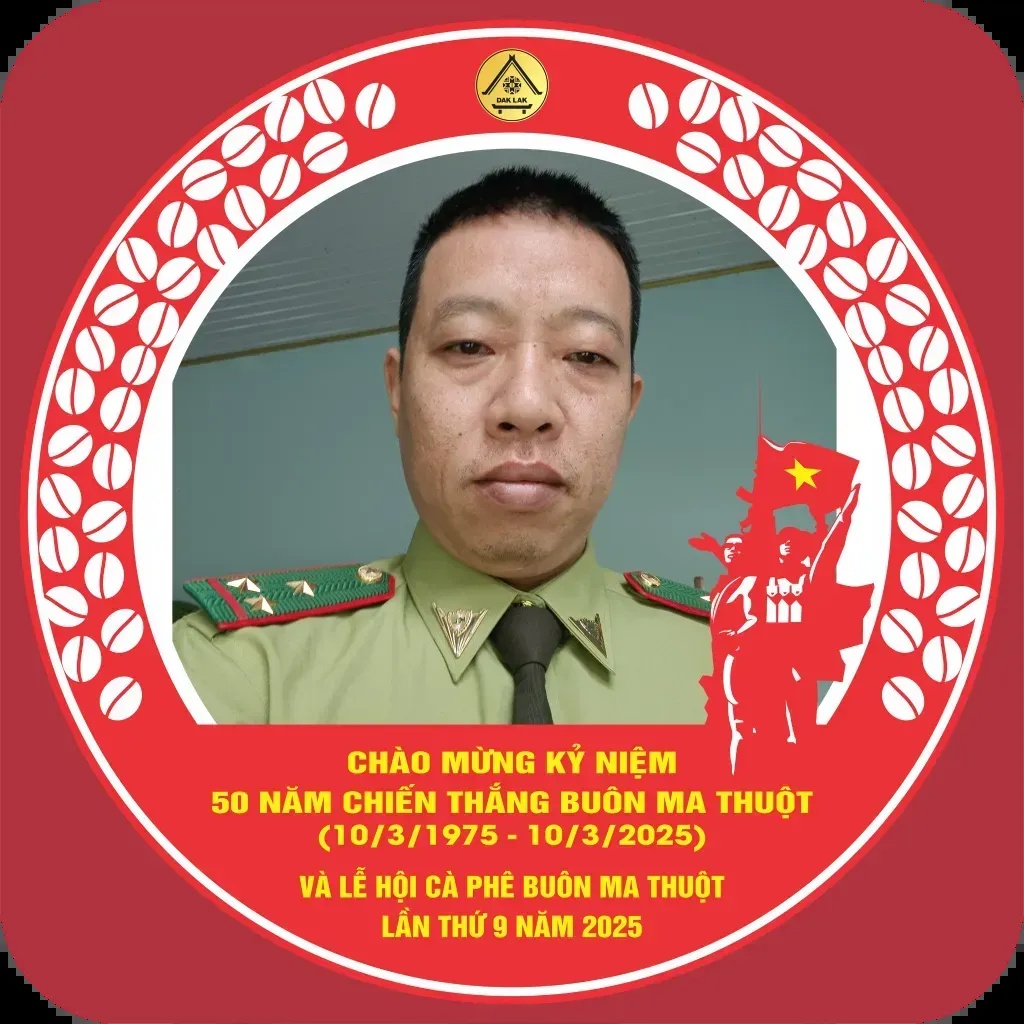 DAK LAK
CHÀO MỪNG KỶ NIỆM
50 NĂM CHIẾN THẮNG BUÔN MA THUỘT
(10/3/1975 - 10/3/2025)
VÀ LỄ HỘI CÀ PHÊ BUÔN MA THUỘT
LẦN THỨ 9 NĂM 2025